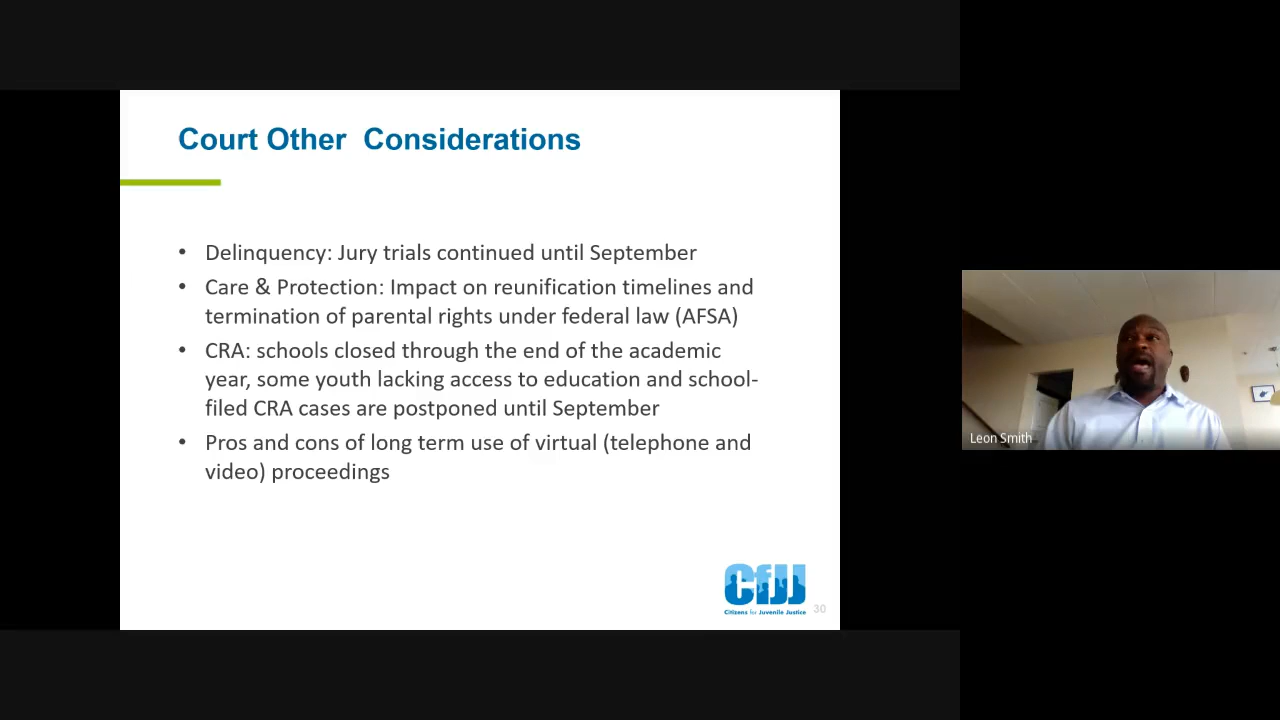 Court Other  Considerations
• Delinquency: Jury trials continued until September
• Care & Protection: Impact on reunification timelines and
termination of parental rights under federal law (AFSA)
• CRA: schools closed through the end of the academic
year, some youth lacking access to education and school-
filed CRA cases are postponed until September
• Pros and cons of long term use of virtual (telephone and
video) proceedings
Leon Smith
CfJJ
Citizens for Juvenile Justice
30